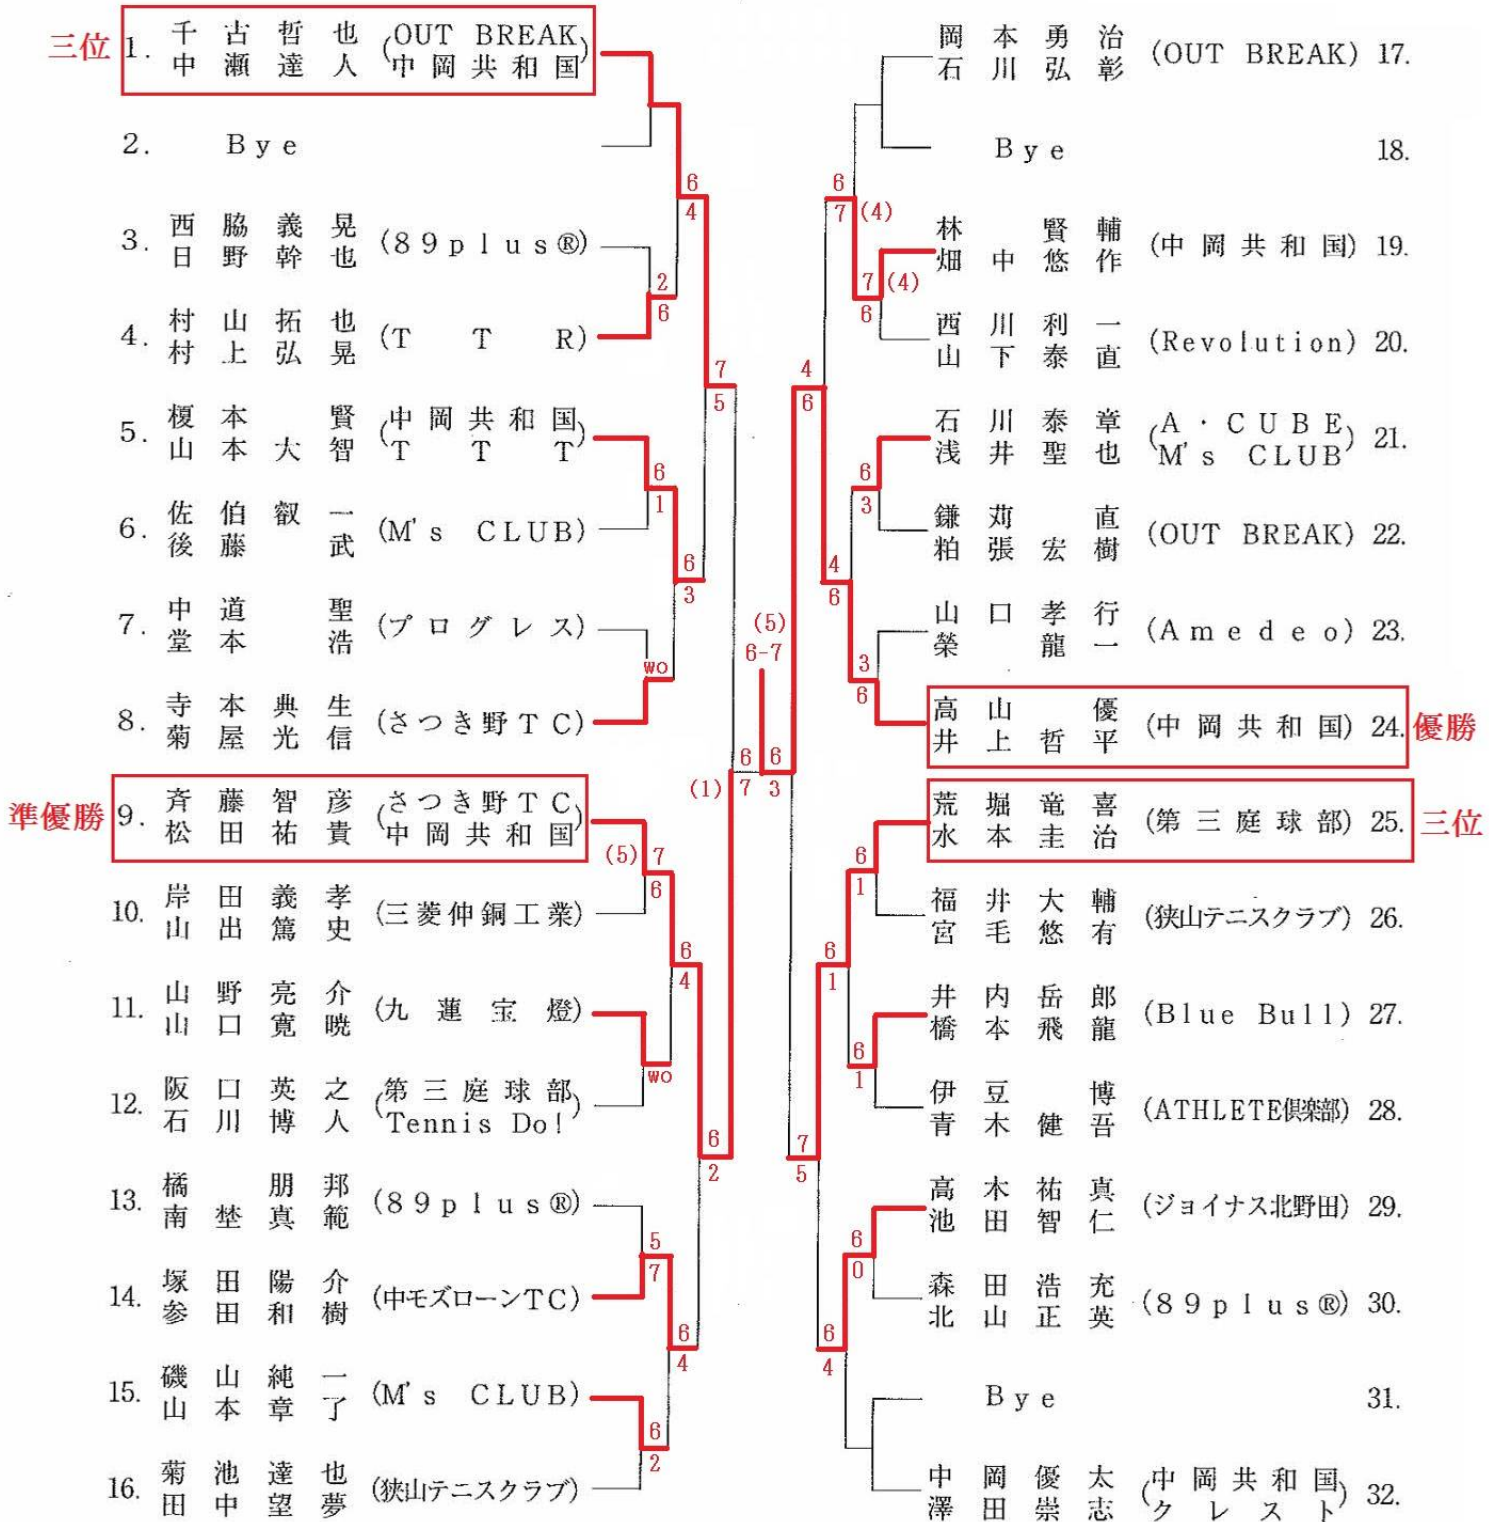 三位
1. 千古哲也 (OUT BREAK)
中瀬達人 (中岡共和国)
2. Bye
3. 西脇義晃 (89plus®)
日野幹也
4. 村山拓也 (TTR)
村上弘晃
5. 榎本賢 (中岡共和国)
山本大智 (TTT)
6. 佐伯叡一 (M's CLUB)
後藤武
7. 中道聖 (プログレス)
堂本浩
8. 寺本典生 (さつき野TC)
菊屋光信
準優勝
9. 斉藤智彦 (さつき野TC)
松田祐貴 (中岡共和国)
10. 岸田義孝 (三菱伸銅工業)
山出篤史
11. 山野亮介 (九蓮宝燈)
山口寛暁
12. 阪口英之 (第三庭球部)
石川博人 (Tennis Do!)
13. 橘朋邦 (89plus®)
南埜真範
14. 塚田陽介 (中モズローンTC)
参田和樹
15. 磯山純一 (M's CLUB)
山本章了
16. 菊池達也 (狭山テニスクラブ)
田中望夢
6
4
2
6
7
5
6
1
6
3
wo
(1)
6
7
(5) 7
6
6
4
wo
6
2
5
7
6
4
6
2
(5)
6-7
6
3
6
7 (4)
7 (4)
6
4
6
6
3
4
6
3
6
6
1
6
1
6
1
7
5
6
0
6
4
岡本勇治 (OUT BREAK) 17.
石川弘彰
Bye 18.
林賢輔 (中岡共和国) 19.
畑中悠作
西川利一 (Revolution) 20.
山下泰直
石川泰章 (A・CUBE) 21.
浅井聖也 (M's CLUB)
鎌苅直 (OUT BREAK) 22.
粕張宏樹
山口孝行 (Amedeo) 23.
榮龍一
高山優 (中岡共和国) 24.
井上哲平
優勝
荒堀竜喜 (第三庭球部) 25.
水本圭治
三位
福井大輔 (狭山テニスクラブ) 26.
宮毛悠有
井内岳郎 (Blue Bull) 27.
橋本飛龍
伊豆博 (ATHLETE倶楽部) 28.
青木健吾
高木祐真 (ジョイナス北野田) 29.
池田智仁
森田浩充 (89plus®) 30.
北山正英
Bye 31.
中岡優太 (中岡共和国) 32.
澤田崇志 (クレスト)